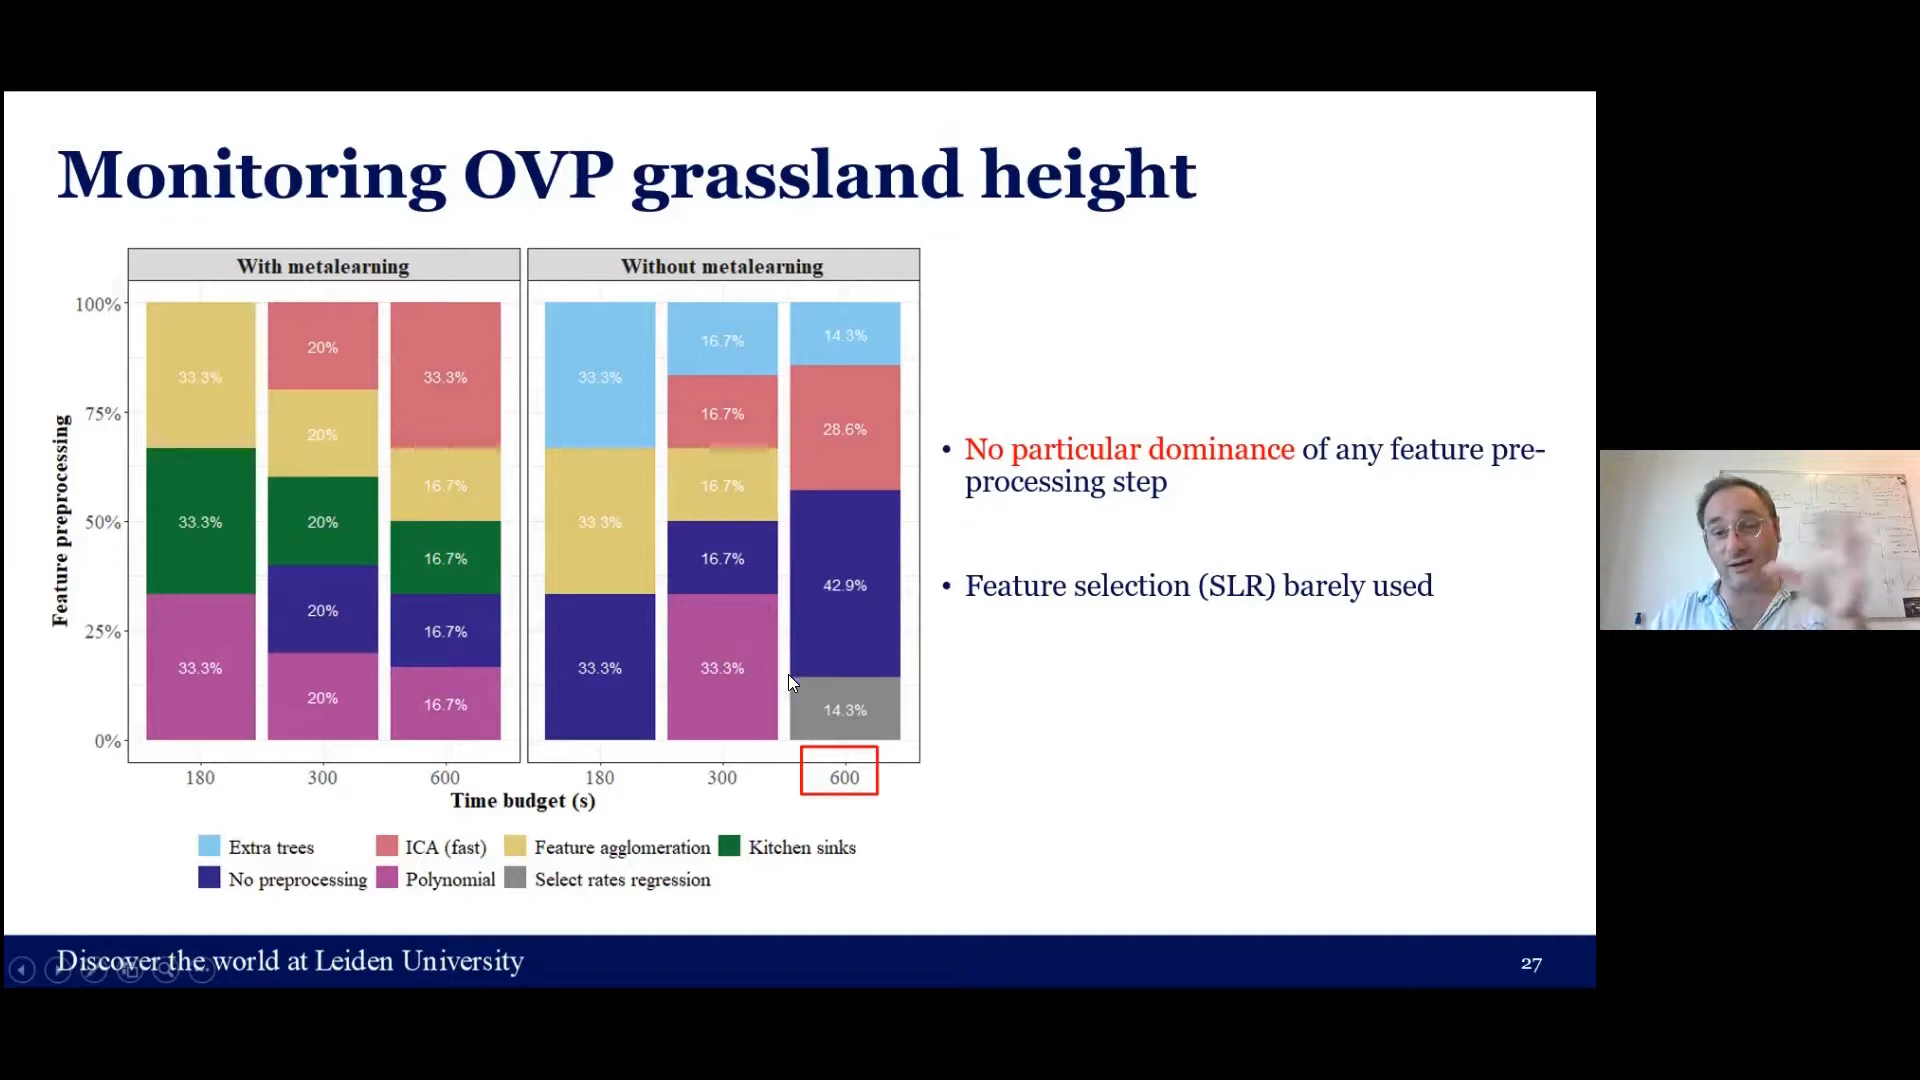 Monitoring OVP grassland height
With metalearning
Without metalearning
Feature preprocessing
100%
75%
50%
25%
0%
33.3%
33.3%
33.3%
20%
20%
20%
20%
20%
33.3%
16.7%
16.7%
16.7%
16.7%
33.3%
33.3%
33.3%
16.7%
16.7%
16.7%
16.7%
33.3%
14.3%
28.6%
42.9%
14.3%
180 300 600 180 300 600
Time budget (s)
Extra trees ICA (fast) Feature agglomeration Kitchen sinks
No preprocessing Polynomial Select rates regression
• No particular dominance of any feature pre-
processing step
• Feature selection (SLR) barely used
Discover the world at Leiden University
27